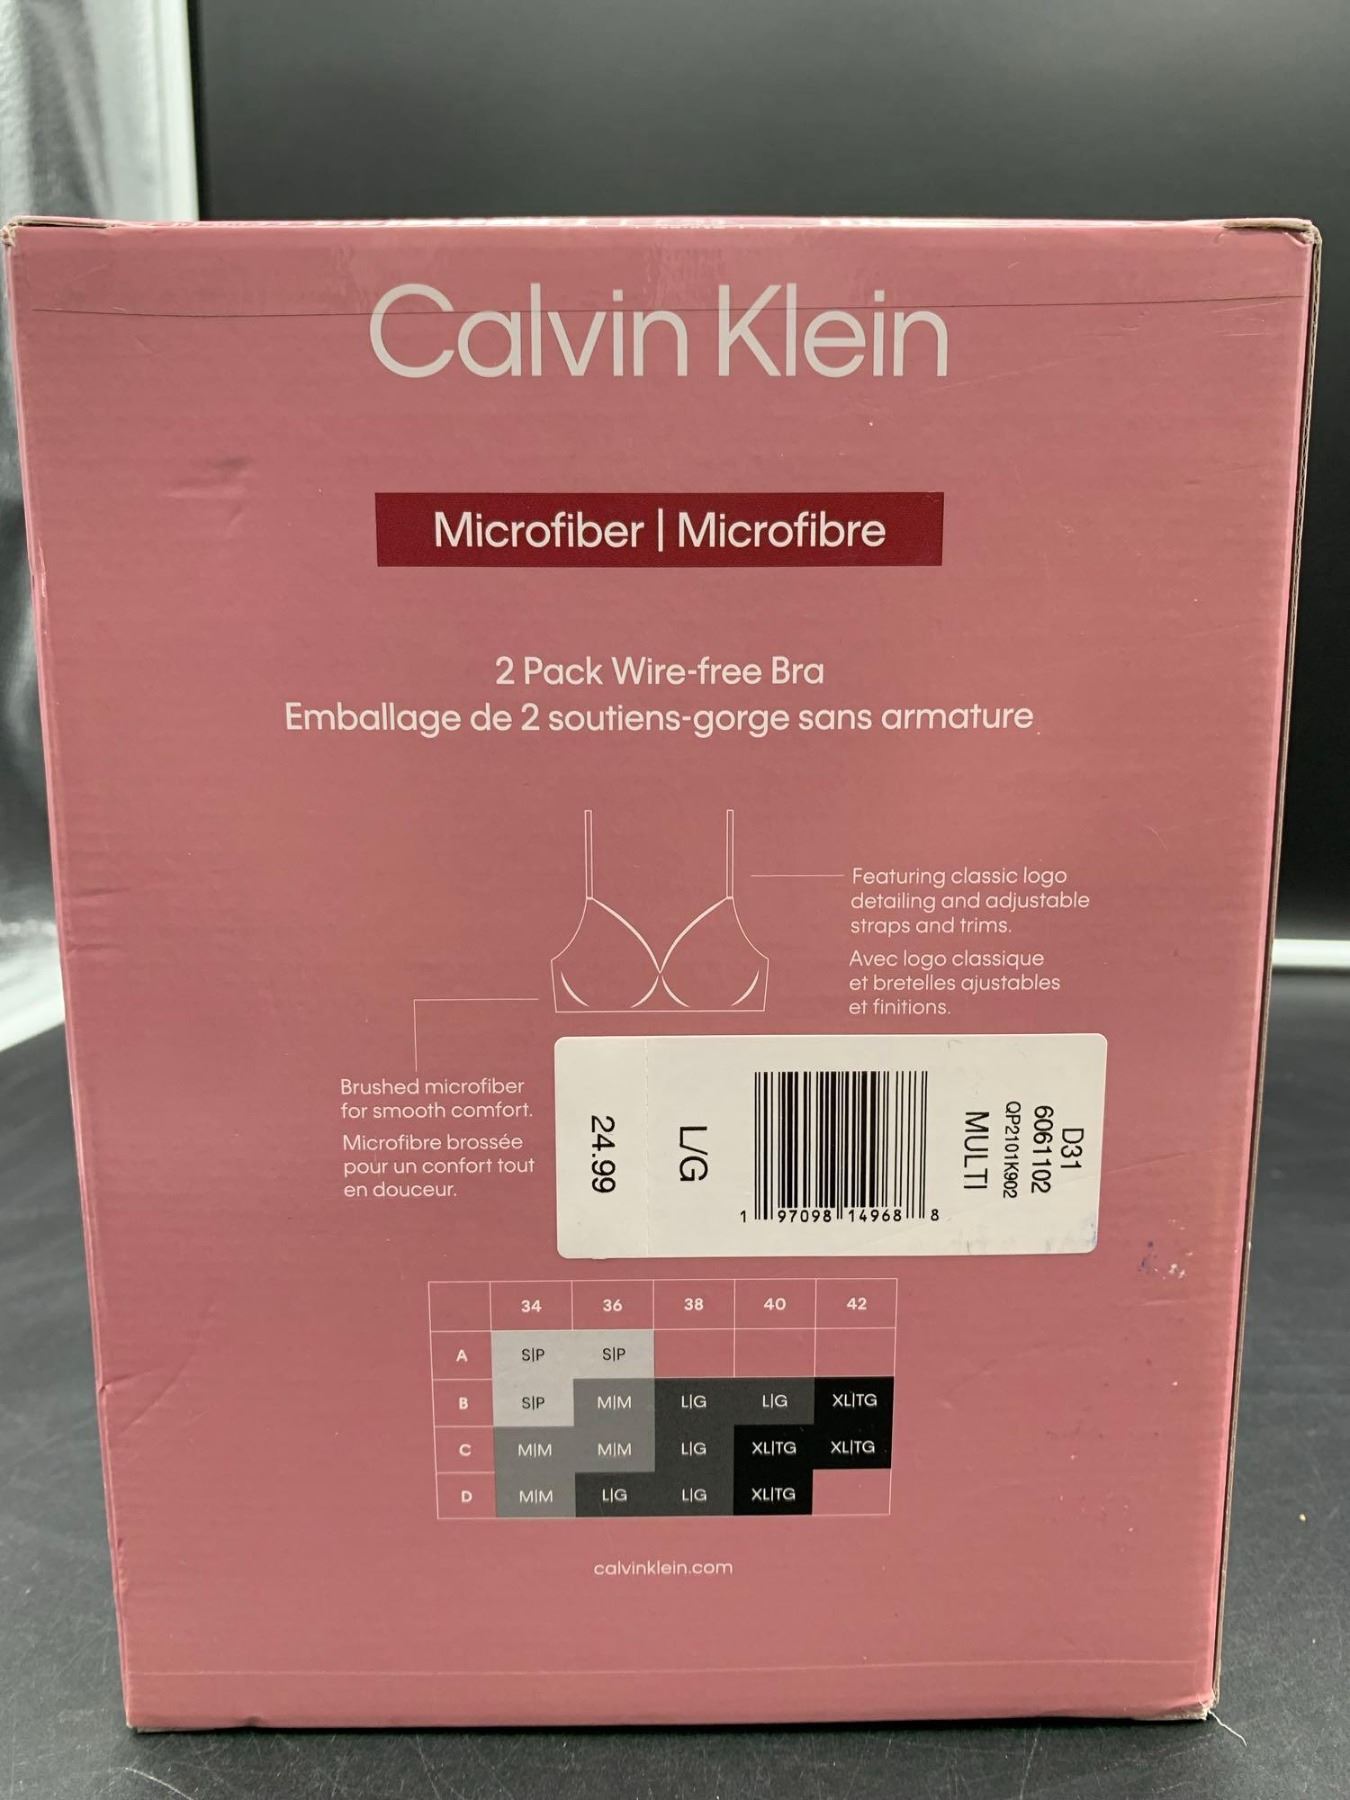 Calvin Klein
Microfiber | Microfibre
2 Pack Wire-free Bra
Emballage de 2 soutiens-gorge sans armature
Featuring classic logo
detailing and adjustable
straps and trims.
Avec logo classique
et bretelles ajustables
et finitions.
Brushed microfiber
for smooth comfort.
Microfibre brossée
pour un confort tout
en douceur.
D31
6061102
QP2101K902
MULTI
1 97098 14968 8
L/G
24.99
34 36 38 40 42
A S|P S|P
B S|P M|M L|G L|G XL|TG
C M|M M|M L|G XL|TG XL|TG
D M|M L|G L|G XL|TG
calvinklein.com